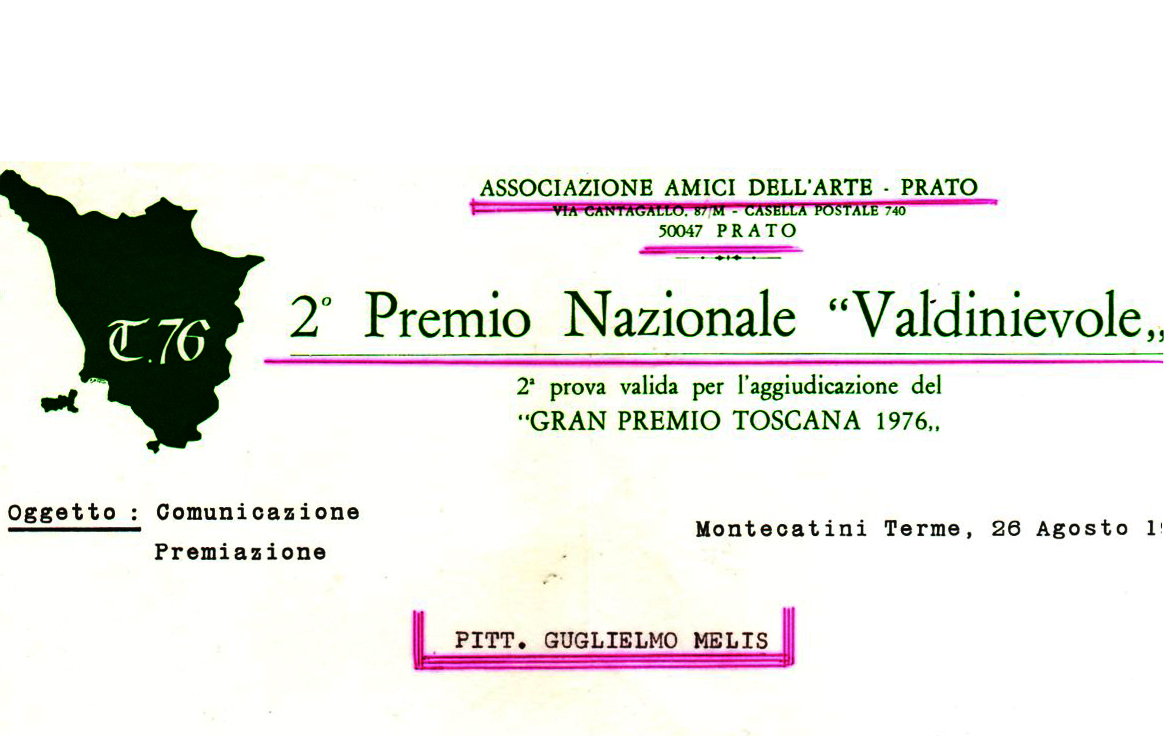 ASSOCIAZIONE AMICI DELL'ARTE - PRATO
VIA CANTAGALLO, 87/M - CASELLA POSTALE 740
50047 PRATO
T.76
2º Premio Nazionale “Valdinievole„
2ª prova valida per l'aggiudicazione del
“GRAN PREMIO TOSCANA 1976„
Oggetto : Comunicazione
Premiazione
Montecatini Terme, 26 Agosto
PITT. GUGLIELMO MELIS